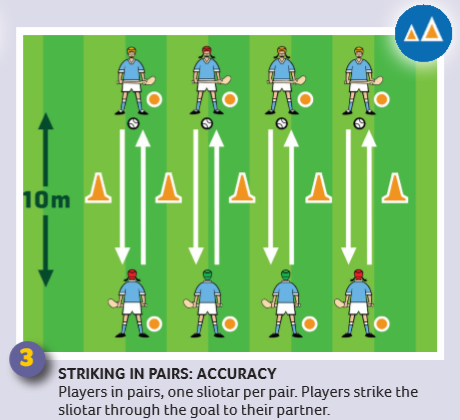 10m
3
STRIKING IN PAIRS: ACCURACY
Players in pairs, one sliotar per pair. Players strike the
sliotar through the goal to their partner.